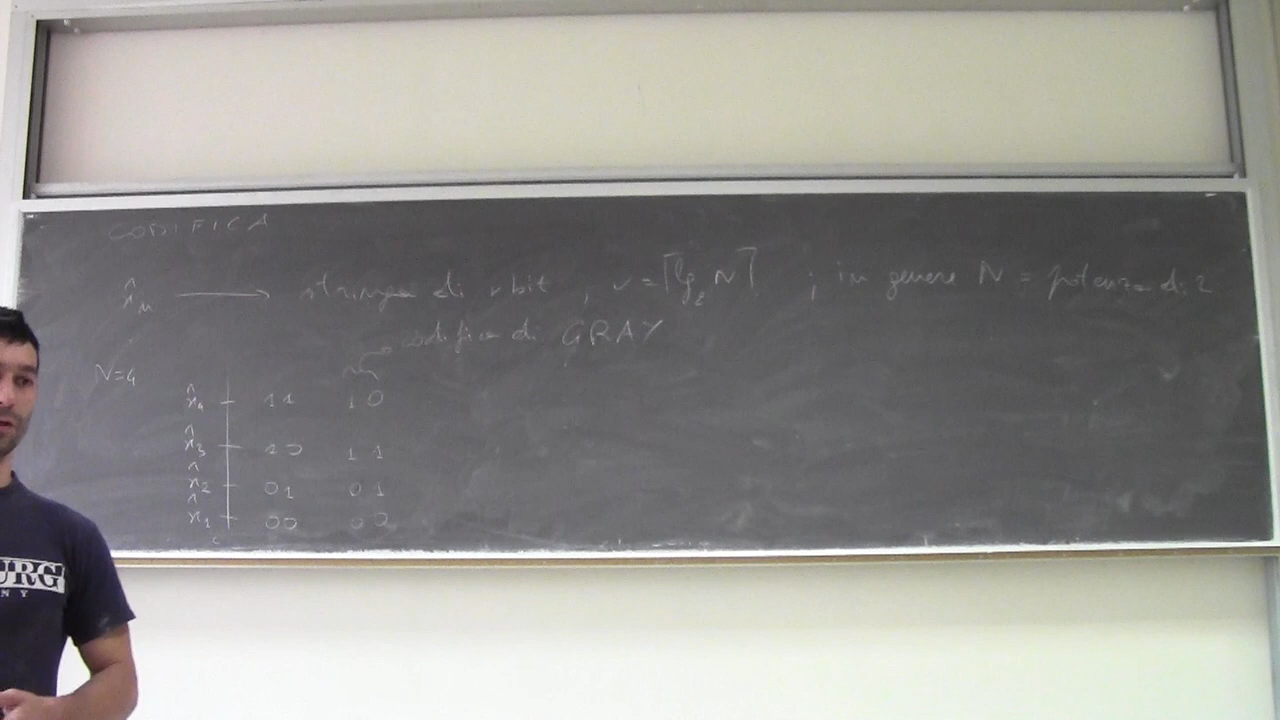 CODIFICA
x̂ₙ → stringa di ν bit , ν = ⌈lg₂ N⌉ ; in genere N = potenza di 2
codifica di GRAY
N=4
x̂₄ 11 10
x̂₃ 10 11
x̂₂ 01 01
x̂₁ 00 00
URG
NY